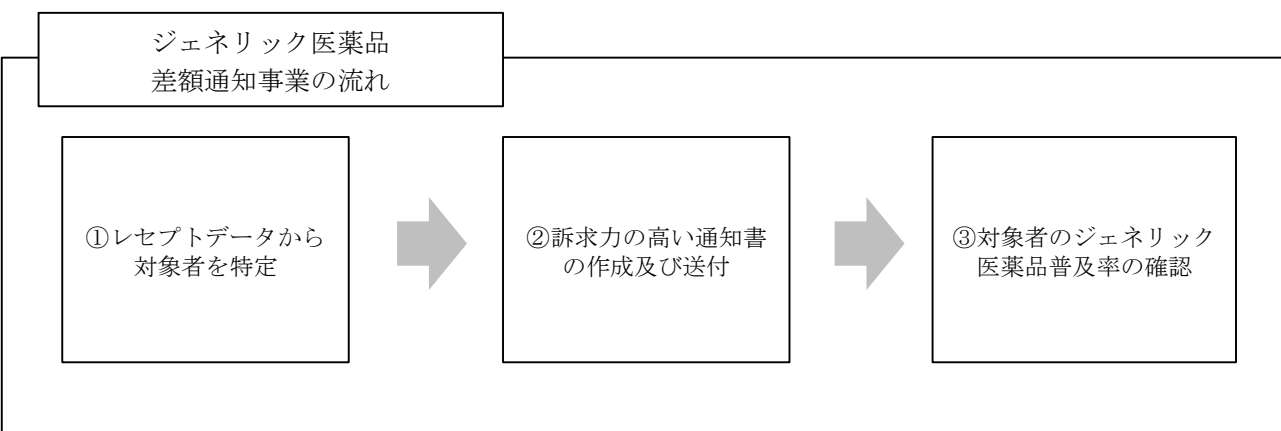 ジェネリック医薬品
差額通知事業の流れ
①レセプトデータから
対象者を特定
②訴求力の高い通知書
の作成及び送付
③対象者のジェネリック
医薬品普及率の確認